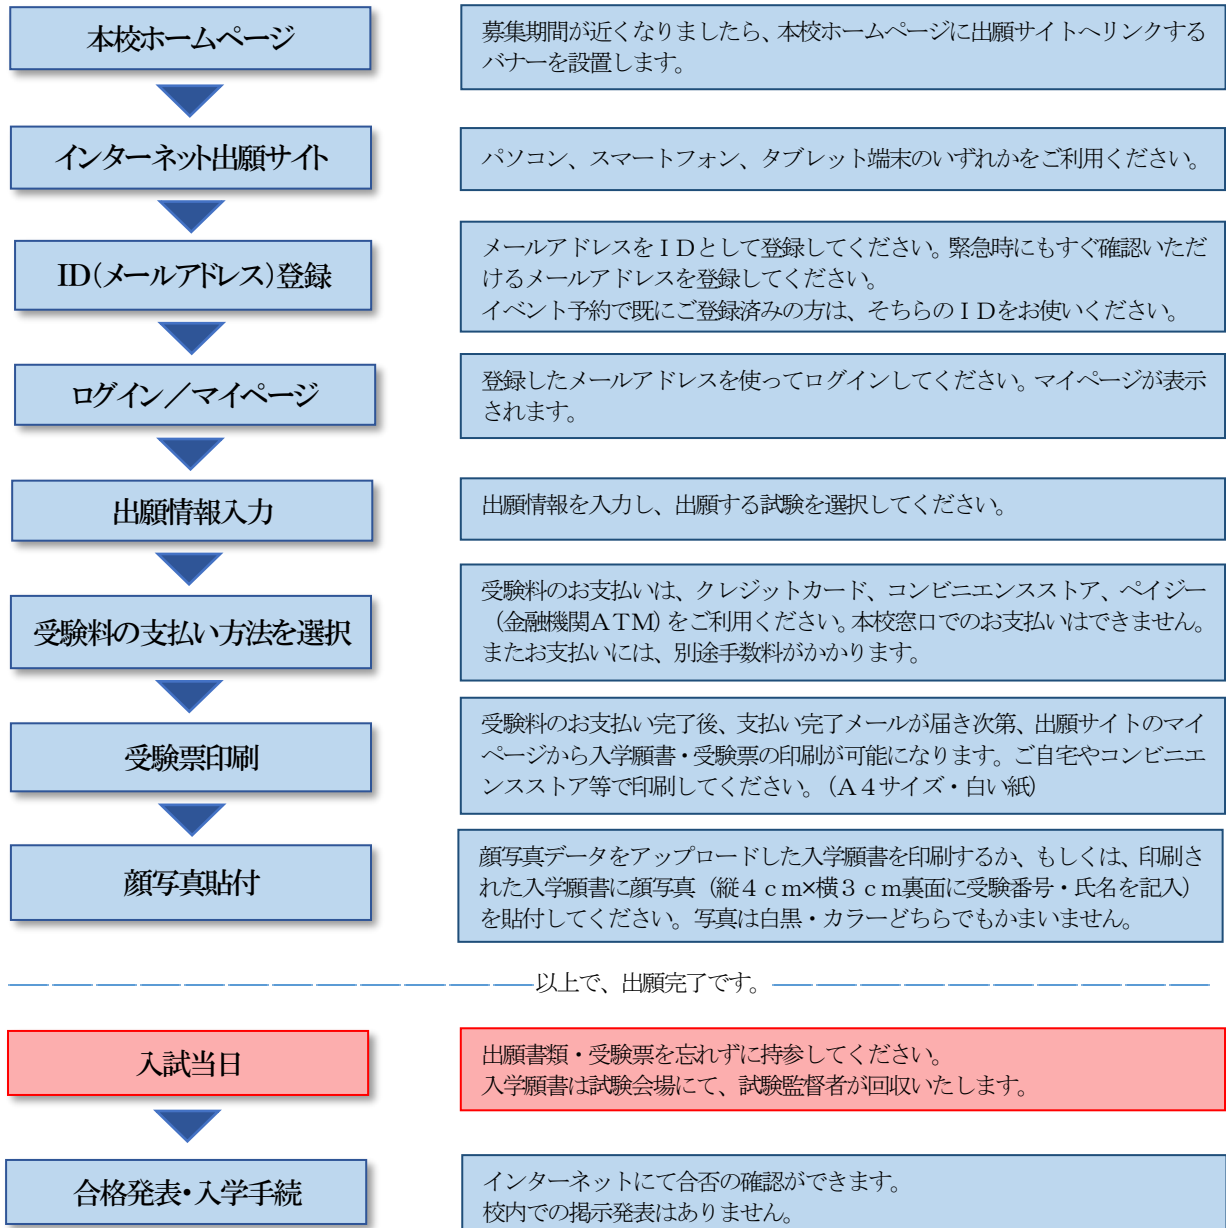 本校ホームページ
募集期間が近くなりましたら、本校ホームページに出願サイトへリンクする
バナーを設置します。
インターネット出願サイト
パソコン、スマートフォン、タブレット端末のいずれかをご利用ください。
ID(メールアドレス)登録
メールアドレスをＩＤとして登録してください。緊急時にもすぐ確認いただ
けるメールアドレスを登録してください。
イベント予約で既にご登録済みの方は、そちらのＩＤをお使いください。
ログイン／マイページ
登録したメールアドレスを使ってログインしてください。マイページが表示
されます。
出願情報入力
出願情報を入力し、出願する試験を選択してください。
受験料の支払い方法を選択
受験料のお支払いは、クレジットカード、コンビニエンスストア、ペイジー
（金融機関ＡＴＭ）をご利用ください。本校窓口でのお支払いはできません。
またお支払いには、別途手数料がかかります。
受験票印刷
受験料のお支払い完了後、支払い完了メールが届き次第、出願サイトのマイ
ページから入学願書・受験票の印刷が可能になります。ご自宅やコンビニエ
ンスストア等で印刷してください。（Ａ４サイズ・白い紙）
顔写真貼付
顔写真データをアップロードした入学願書を印刷するか、もしくは、印刷さ
れた入学願書に顔写真（縦４ｃｍ×横３ｃｍ裏面に受験番号・氏名を記入）
を貼付してください。写真は白黒・カラーどちらでもかまいません。
以上で、出願完了です。
入試当日
出願書類・受験票を忘れずに持参してください。
入学願書は試験会場にて、試験監督者が回収いたします。
合格発表・入学手続
インターネットにて合否の確認ができます。
校内での掲示発表はありません。